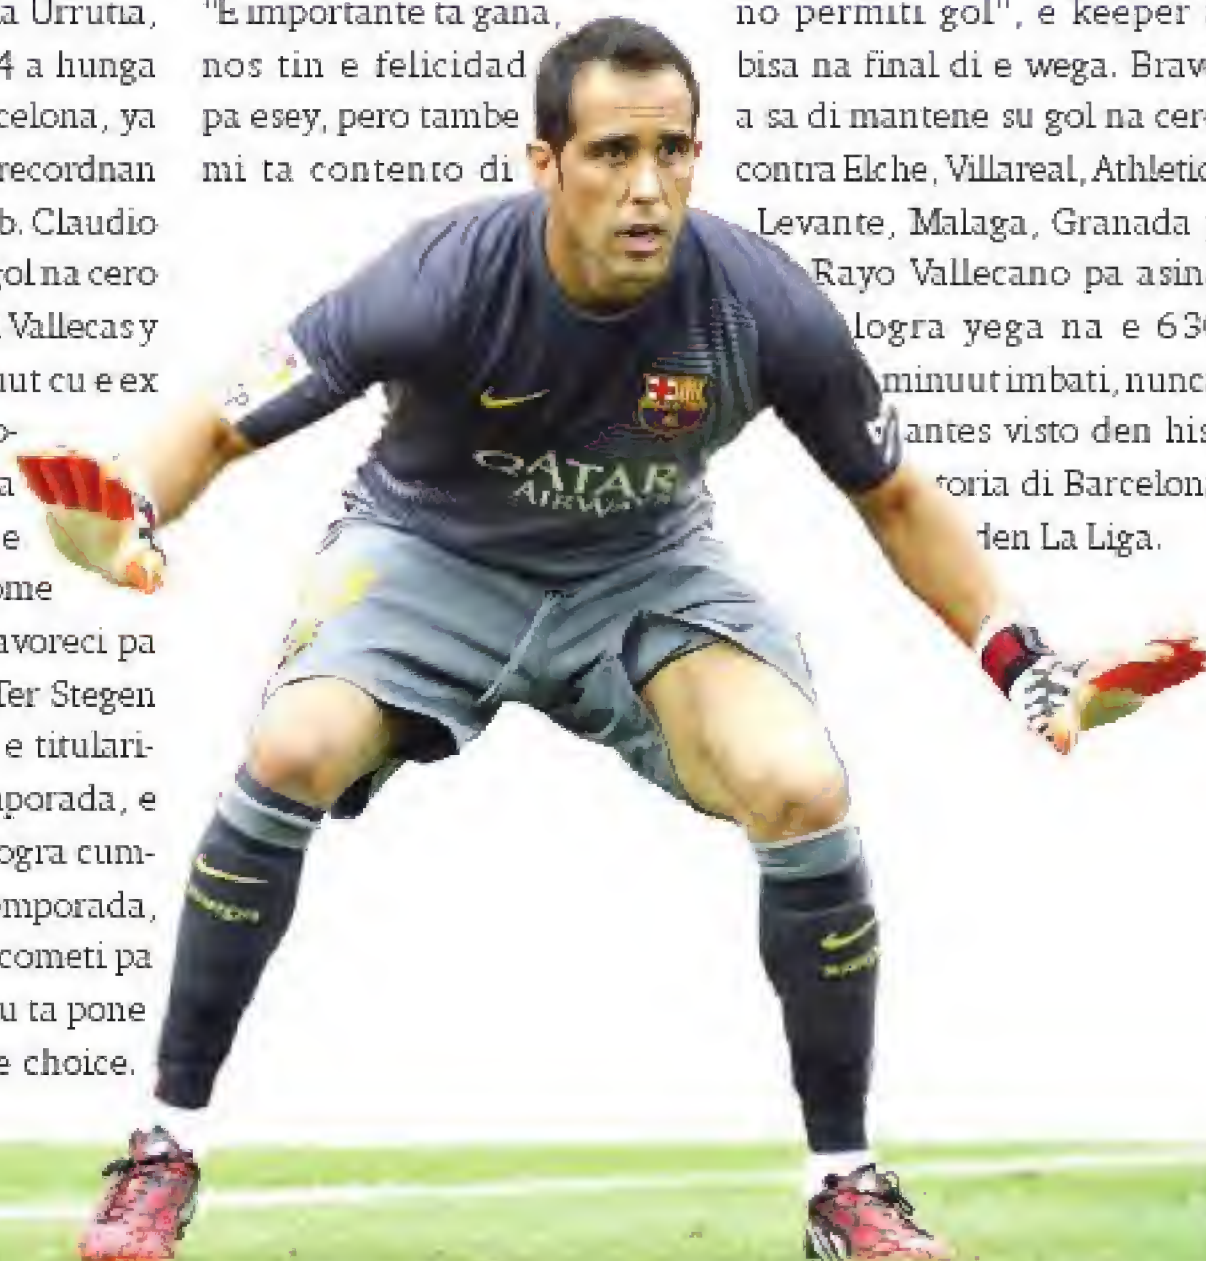 a Urrutia,
4 a hunga
celona, ya
recordnan
b. Claudio
gol na cero
Vallecas y
uut cu e ex
o-
a
e
ome
avoreci pa
Ter Stegen
e titulari-
mporada, e
ogra cum-
emporada,
cometi pa
u ta pone
e choice.
"E importante ta gana,
nos tin e felicidad
pa esey, pero tambe
mi ta contento di
no permiti gol", e keeper
bisa na final di e wega. Brav
a sa di mantene su gol na cer
contra Elche, Villareal, Athletic
Levante, Malaga, Granada
Rayo Vallecano pa asin
logra yega na e 630
minuut imbati, nunc
antes visto den his
toria di Barcelon
den La Liga.
QATAR
AIRWAYS